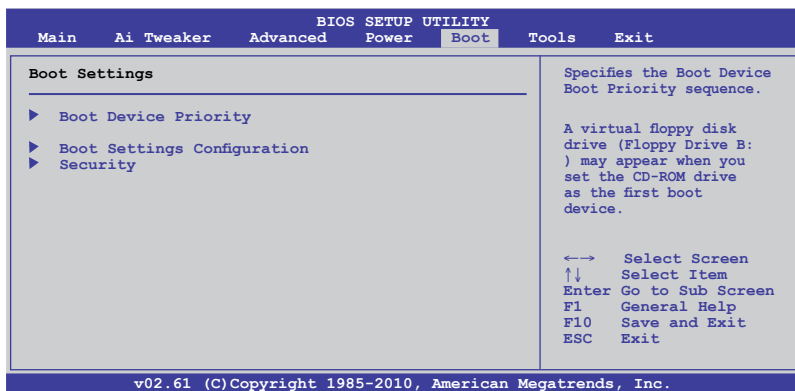 BIOS SETUP UTILITY
Main Ai Tweaker Advanced Power Boot Tools Exit
Boot Settings
Boot Device Priority
Boot Settings Configuration
Security
Specifies the Boot Device
Boot Priority sequence.
A virtual floppy disk
drive (Floppy Drive B:
) may appear when you
set the CD-ROM drive
as the first boot
device.
←→ Select Screen
↑↓ Select Item
Enter Go to Sub Screen
F1 General Help
F10 Save and Exit
ESC Exit
v02.61 (C)Copyright 1985-2010, American Megatrends, Inc.